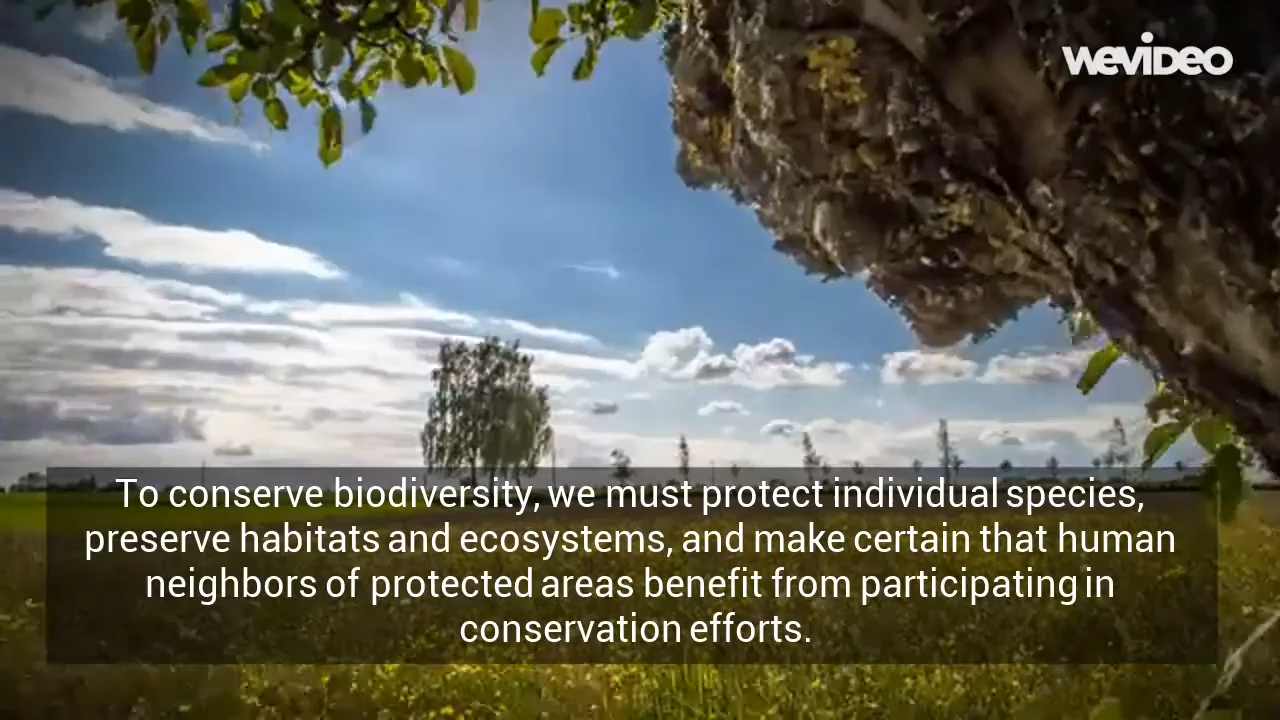 WEVIDEO
To conserve biodiversity, we must protect individual species,
preserve habitats and ecosystems, and make certain that human
neighbors of protected areas benefit from participating in
conservation efforts.